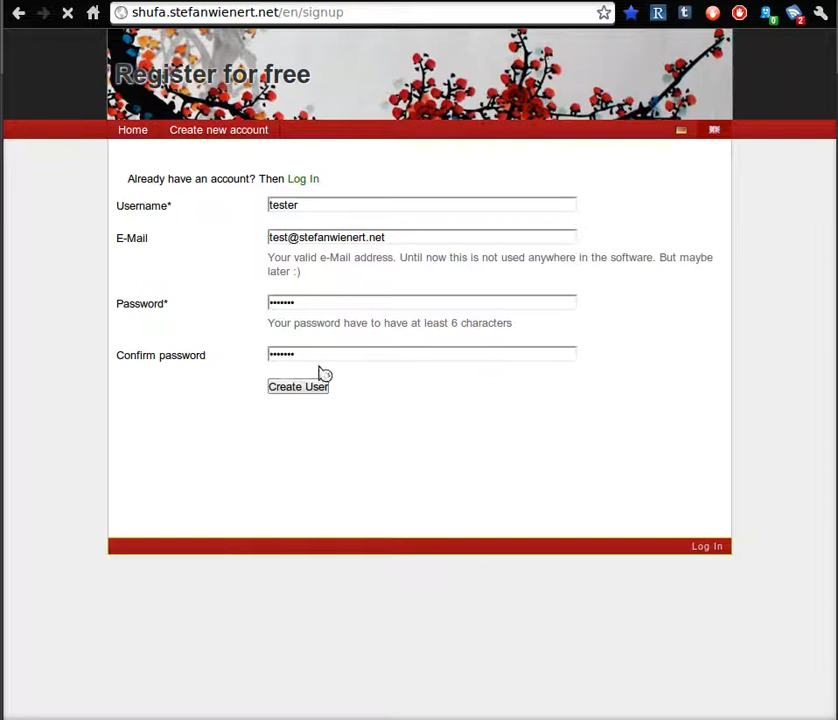 shufa.stefanwienert.net/en/signup
R t 0 2
Register for free
Home Create new account
Already have an account? Then Log In
Username* tester
E-Mail test@stefanwienert.net
Your valid e-Mail address. Until now this is not used anywhere in the software. But maybe
later :)
Password* •••••••
Your password have to have at least 6 characters
Confirm password •••••••
Create User
Log In